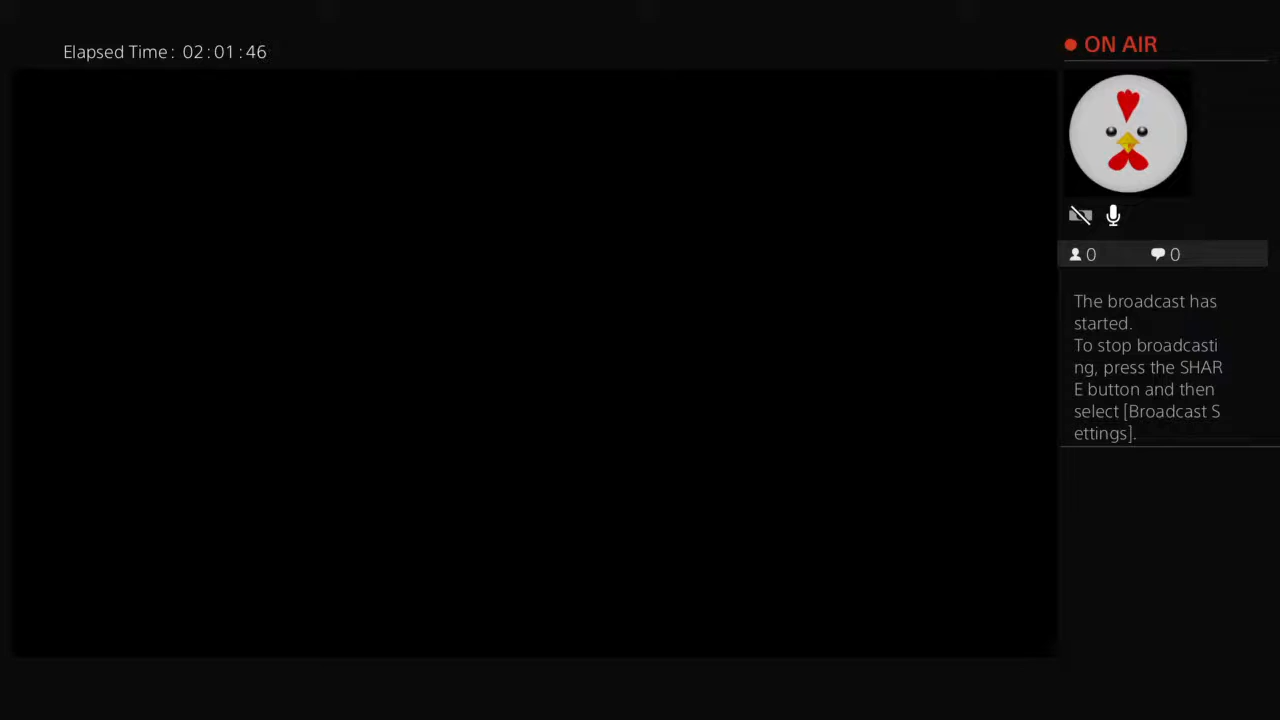 Elapsed Time: 02:01:46
ON AIR
0 0
The broadcast has
started.
To stop broadcasti
ng, press the SHAR
E button and then
select [Broadcast S
ettings].